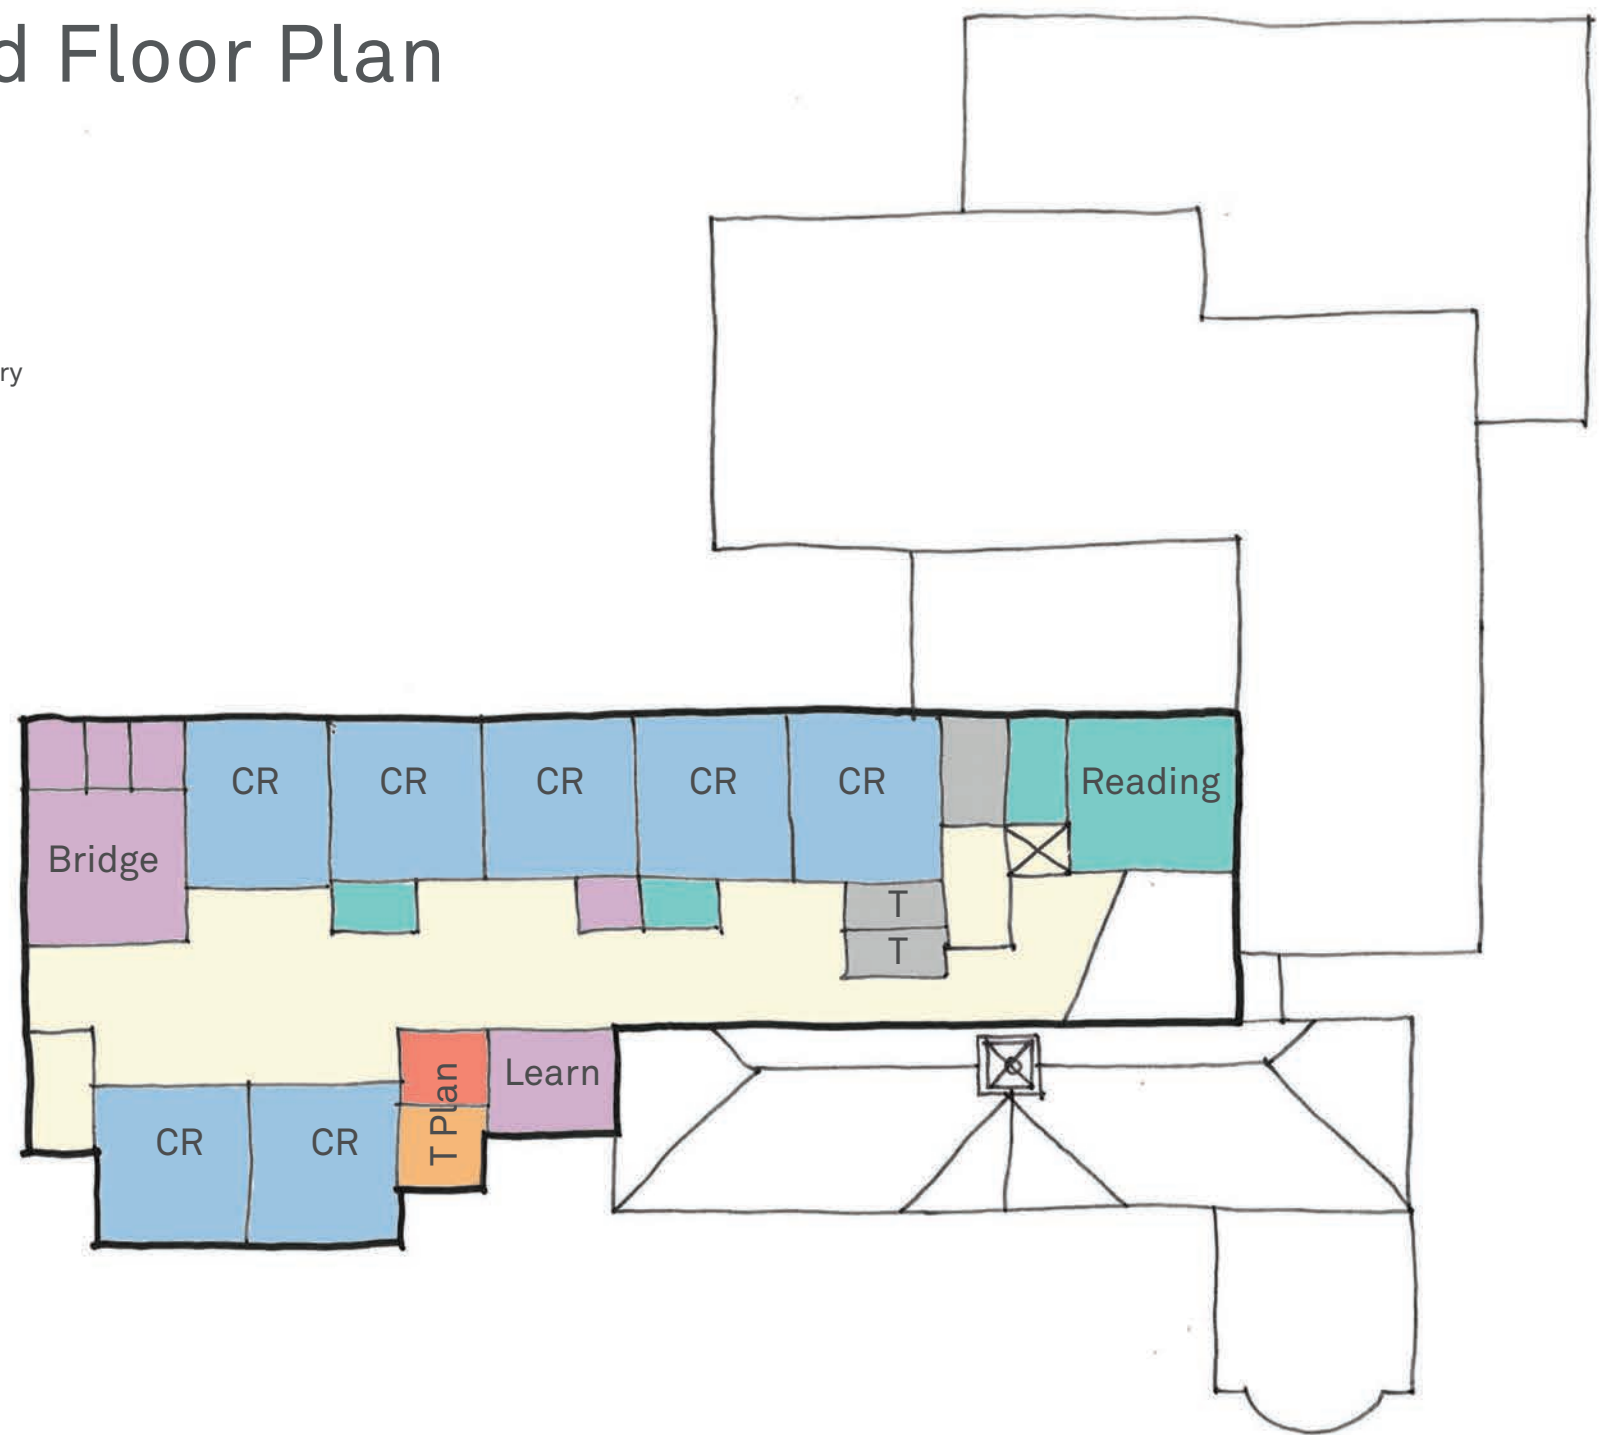 d Floor Plan
ry
CR CR CR CR CR Reading
Bridge
T
T
T Plan
Learn
CR CR